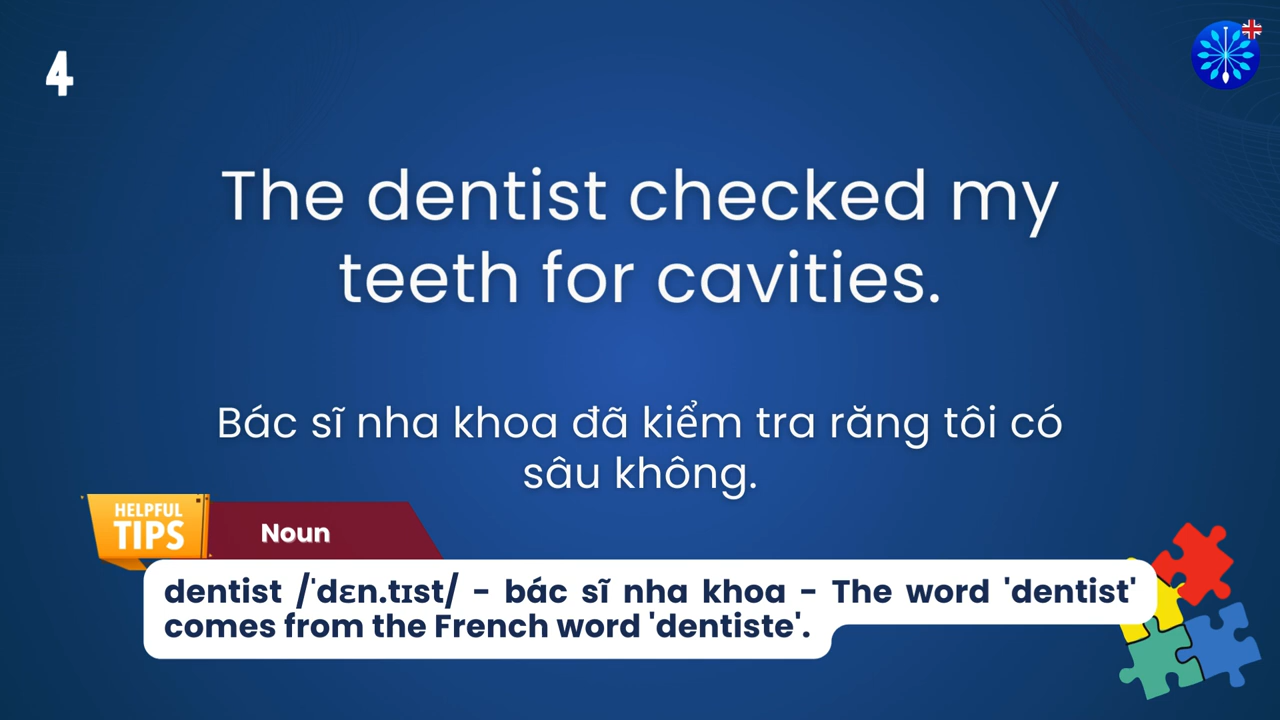 4
The dentist checked my
teeth for cavities.
Bác sĩ nha khoa đã kiểm tra răng tôi có
sâu không.
HELPFUL
TIPS
Noun
dentist /ˈdɛn.tɪst/ - bác sĩ nha khoa - The word 'dentist'
comes from the French word 'dentiste'.